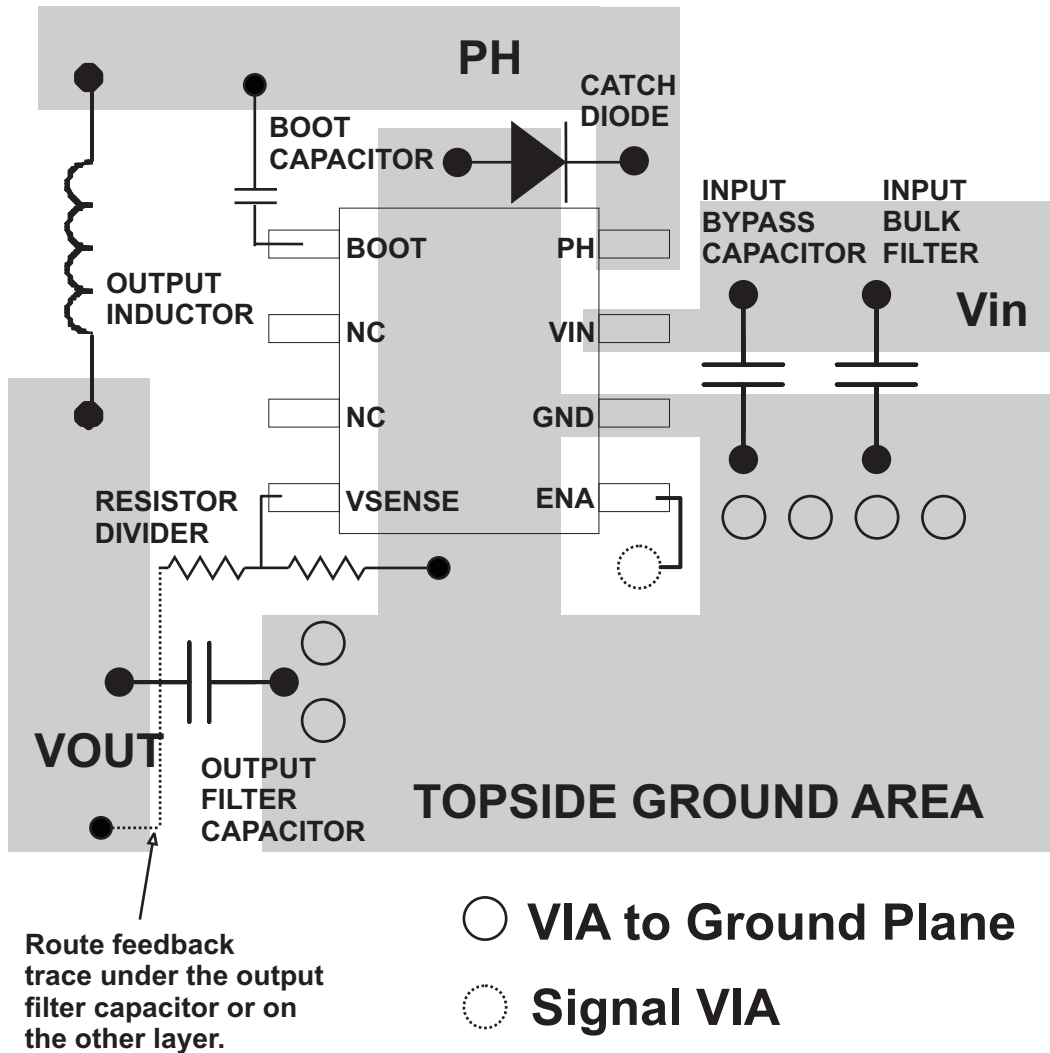 PH
CATCH
DIODE
BOOT
CAPACITOR
INPUT
BYPASS
CAPACITOR
INPUT
BULK
FILTER
OUTPUT
INDUCTOR
BOOT
PH
Vin
NC
VIN
NC
GND
RESISTOR
DIVIDER
VSENSE
ENA
VOUT
OUTPUT
FILTER
CAPACITOR
TOPSIDE GROUND AREA
Route feedback
trace under the output
filter capacitor or on
the other layer.
VIA to Ground Plane
Signal VIA